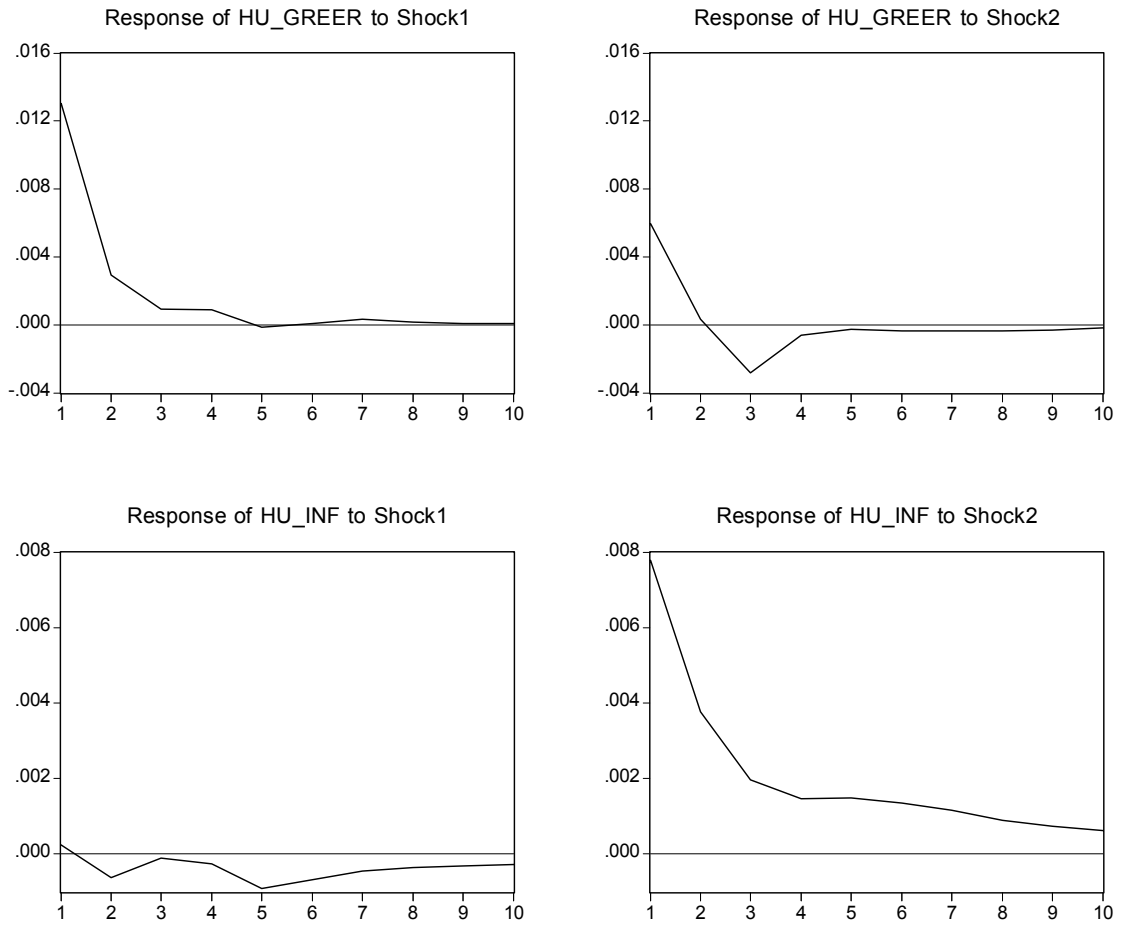 Response of HU_GREER to Shock1
.016
.012
.008
.004
.000
-.004
1 2 3 4 5 6 7 8 9 10
Response of HU_GREER to Shock2
.016
.012
.008
.004
.000
-.004
1 2 3 4 5 6 7 8 9 10
Response of HU_INF to Shock1
.008
.006
.004
.002
.000
1 2 3 4 5 6 7 8 9 10
Response of HU_INF to Shock2
.008
.006
.004
.002
.000
1 2 3 4 5 6 7 8 9 10